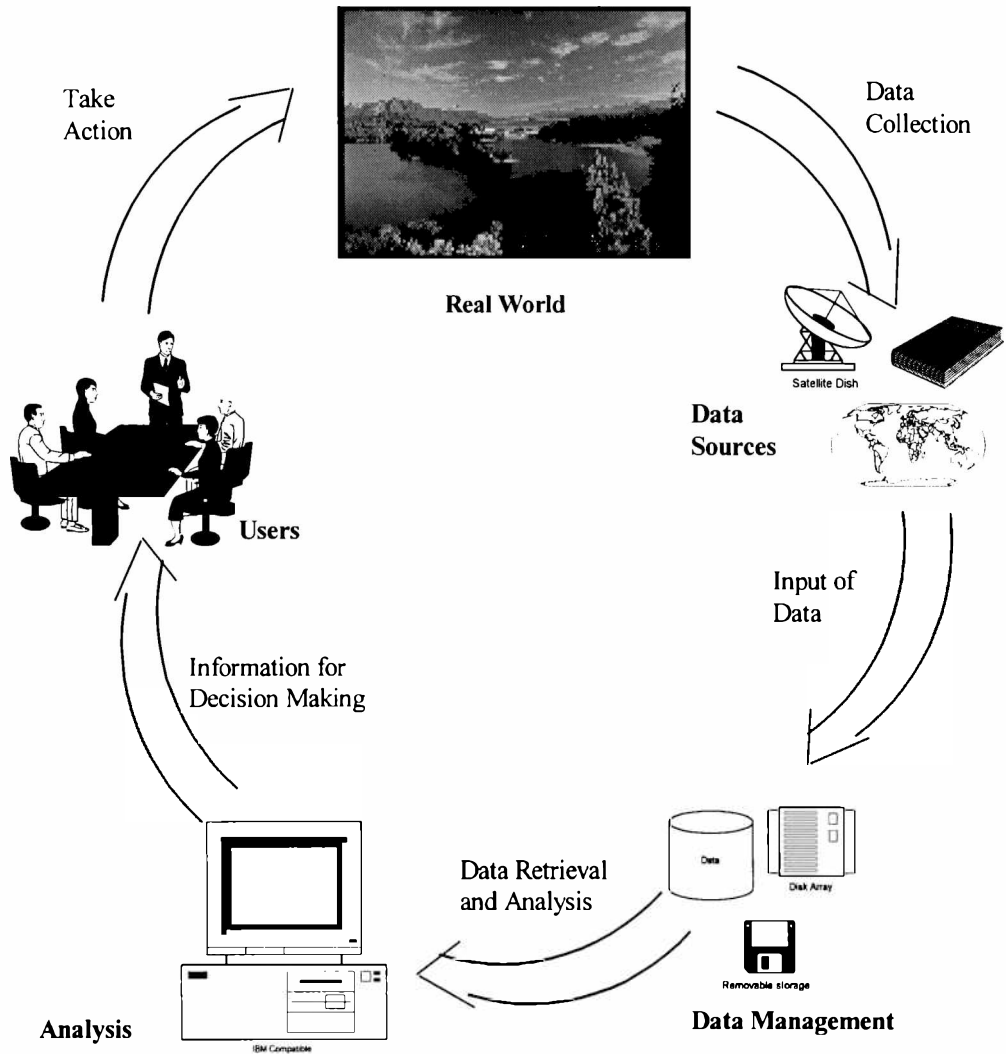 Take
Action
Data
Collection
Real World
Satellite Dish
Data
Sources
Users
Input of
Data
Information for
Decision Making
Data
Disk Array
Data Retrieval
and Analysis
Removable storage
Data Management
Analysis
IBM Compatible